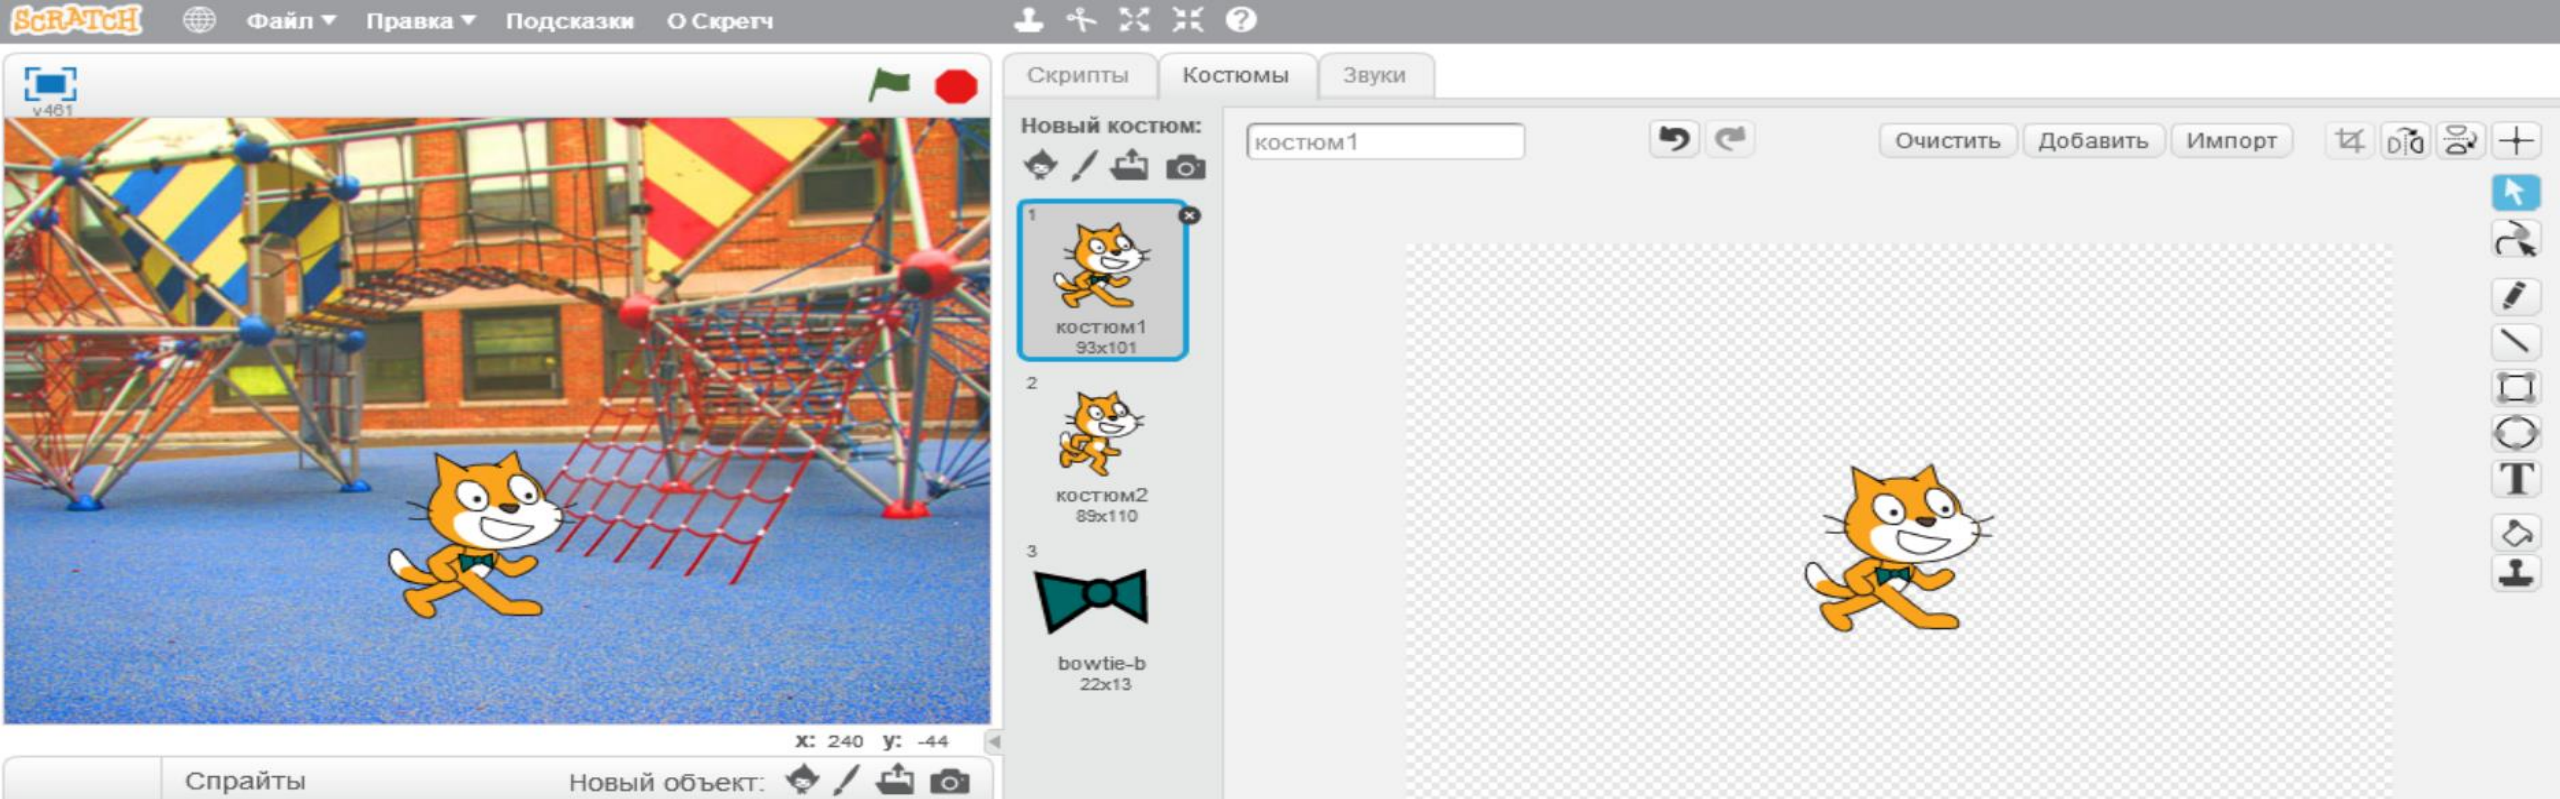 SCRATCH Файл Правка Подсказки О Скретч
v461
Скрипты Костюмы Звуки
Новый костюм:
костюм1
Очистить Добавить Импорт
1
костюм1
93x101
2
костюм2
89x110
3
bowtie-b
22x13
T
x: 240 y: -44
Спрайты Новый объект: